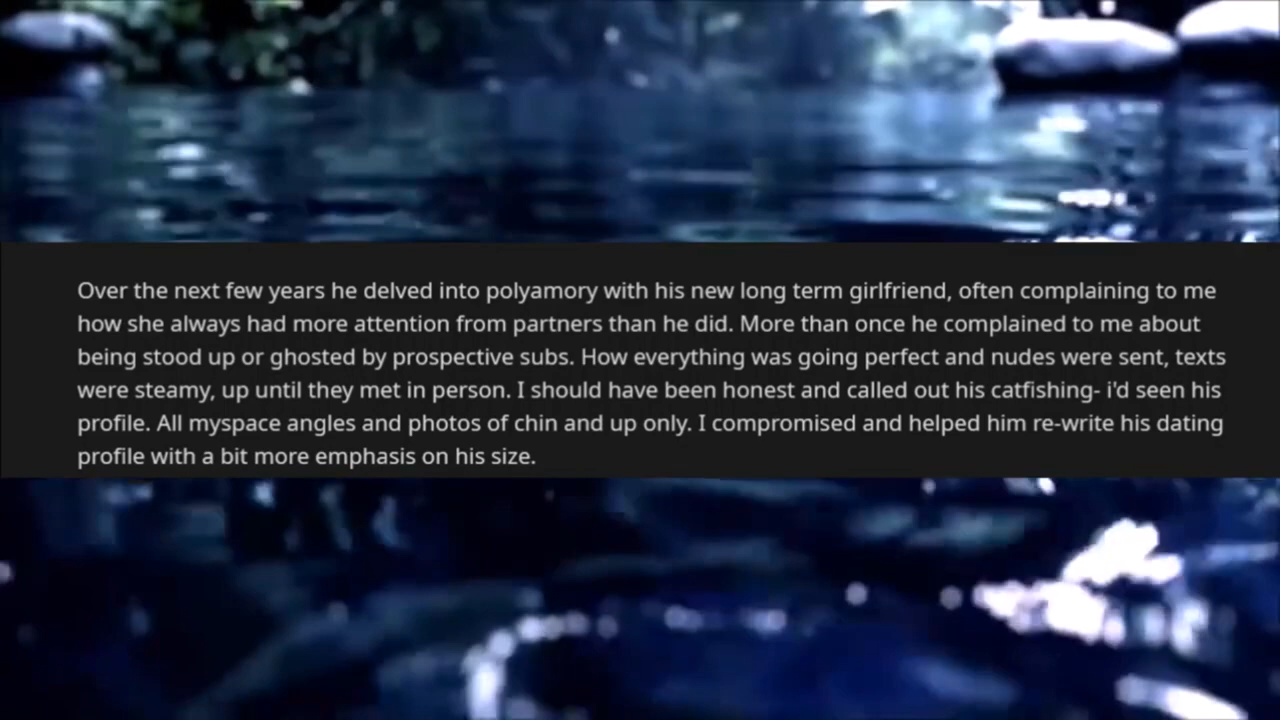 Over the next few years he delved into polyamory with his new long term girlfriend, often complaining to me
how she always had more attention from partners than he did. More than once he complained to me about
being stood up or ghosted by prospective subs. How everything was going perfect and nudes were sent, texts
were steamy, up until they met in person. I should have been honest and called out his catfishing- i'd seen his
profile. All myspace angles and photos of chin and up only. I compromised and helped him re-write his dating
profile with a bit more emphasis on his size.